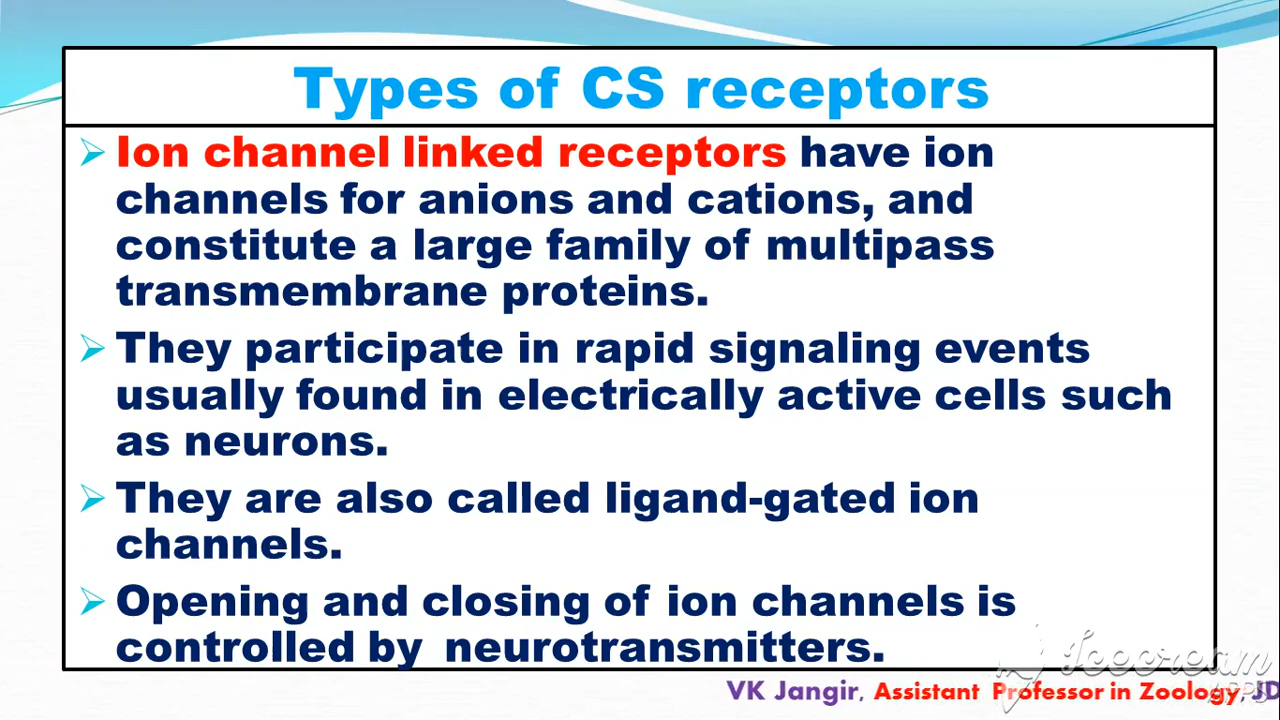 Types of CS receptors
Ion channel linked receptors have ion
channels for anions and cations, and
constitute a large family of multipass
transmembrane proteins.
They participate in rapid signaling events
usually found in electrically active cells such
as neurons.
They are also called ligand-gated ion
channels.
Opening and closing of ion channels is
controlled by neurotransmitters.
Icecream
APPS
VK Jangir, Assistant Professor in Zoology, JD